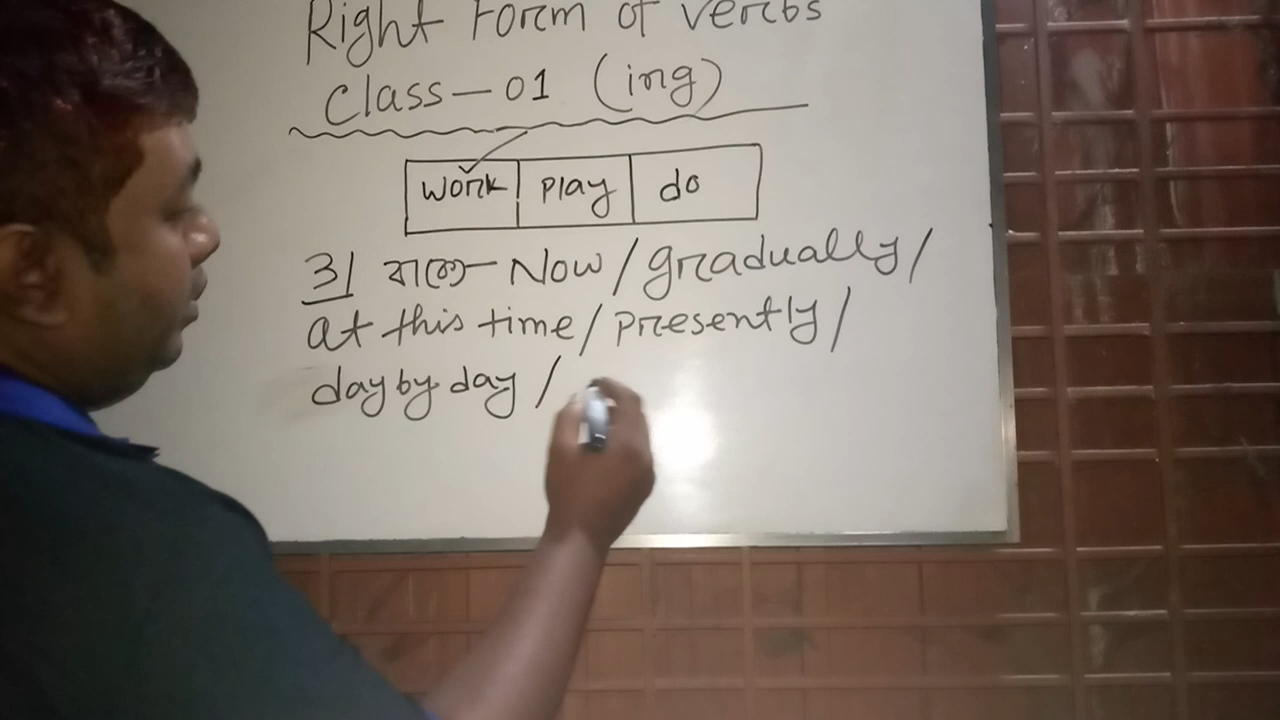 Right Form of verbs
Class-01 (ing)
work play do
৩। বাক্যে- Now/gradually/
at this time/presently/
day by day/